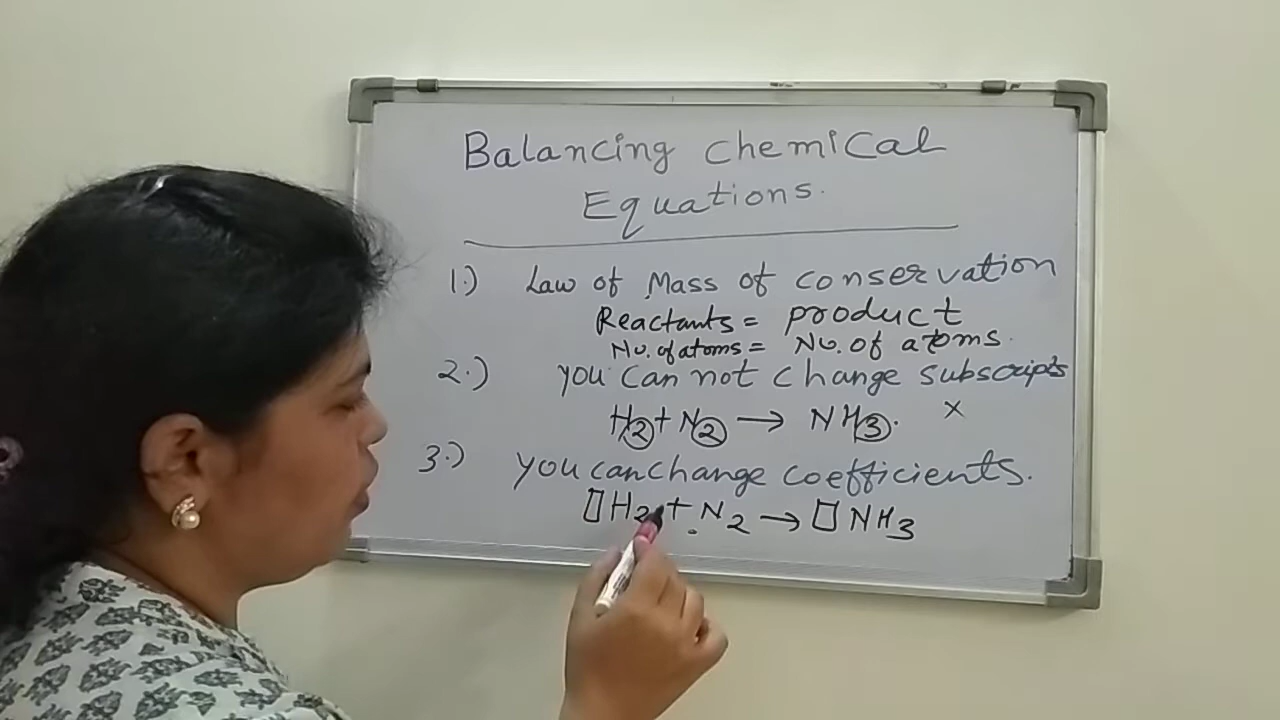 Balancing chemical
Equations.
1.) Law of Mass of conservation
Reactants = product
No. of atoms = No. of atoms.
2.) you can not change subscripts
H2 + N2 → NH3. x
3.) you can change coefficients.
□H2 + N2 → □ NH3